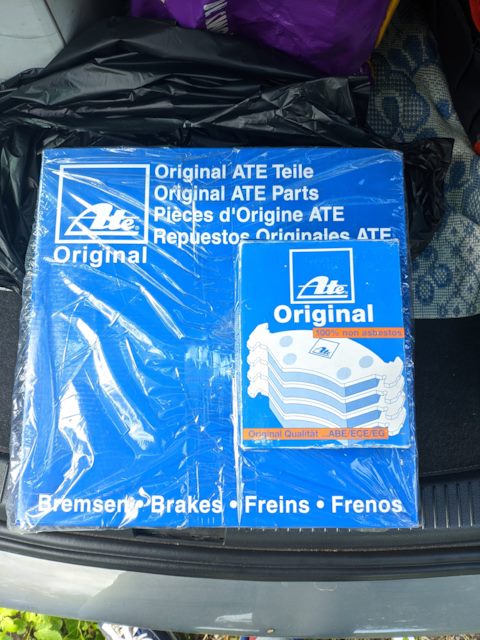 Original ATE Teile
Original ATE Parts
Pièces d'Origine ATE
Repuestos Originales ATE
Ate
Original
Ate
Original
100% non asbestos
Ate
Original Qualität ...ABE/ECE/EG
Bremsen • Brakes • Freins • Frenos